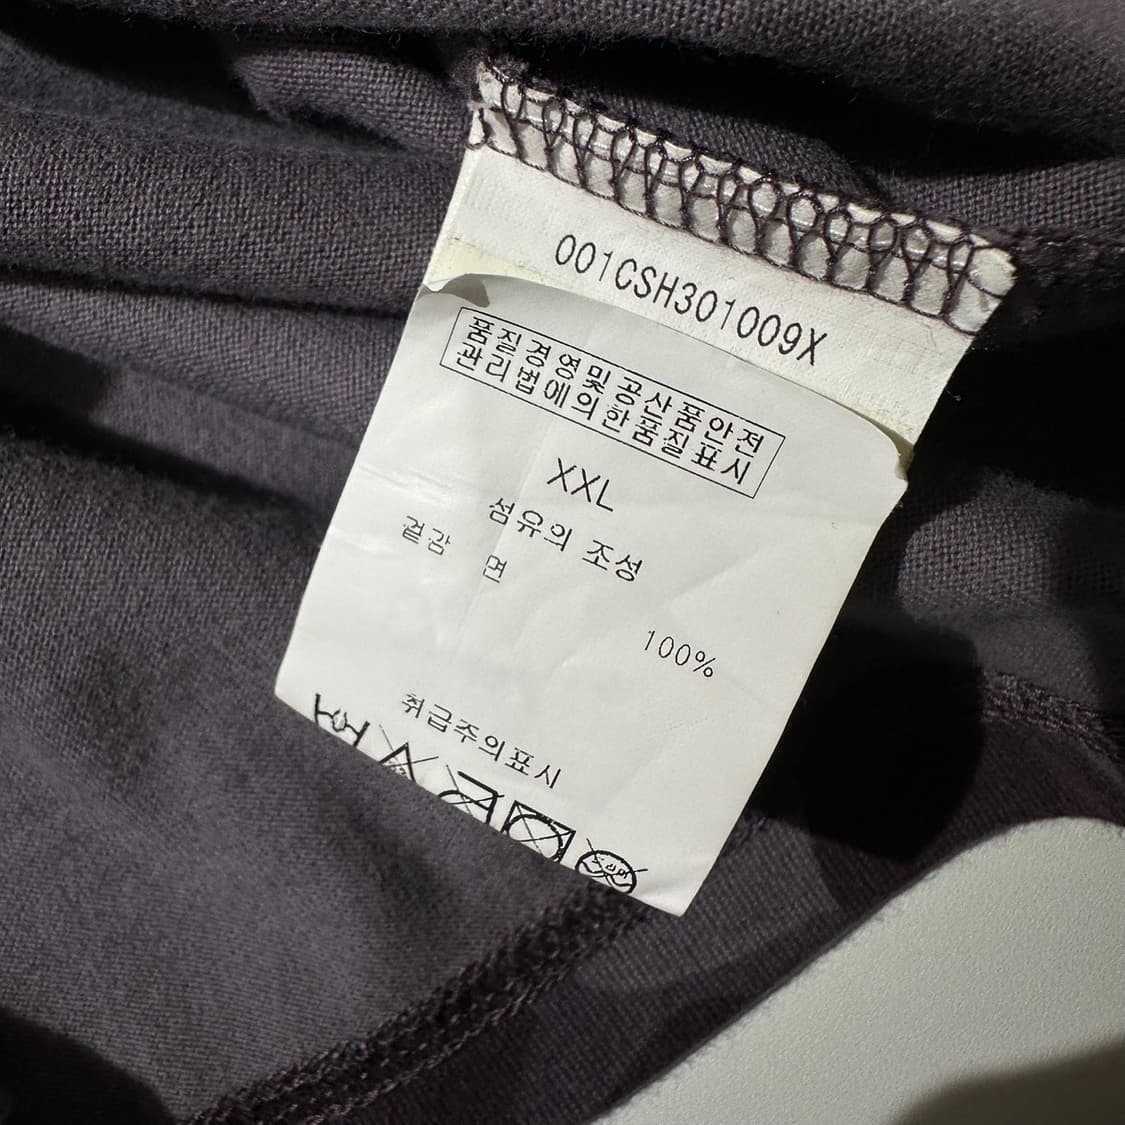 001CSH301009X
품질경영및공산품안전
관리법에의한품질표시
XXL
섬유의 조성
겉감 면
100%
취급주의표시